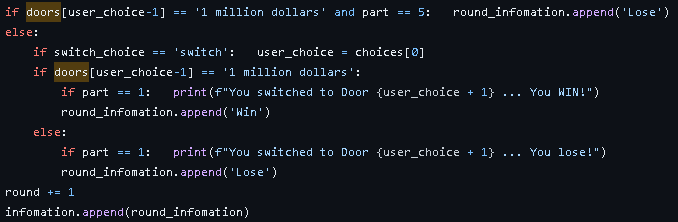 if doors[user_choice-1] == '1 million dollars' and part == 5:   round_infomation.append('Lose')
else:
    if switch_choice == 'switch':   user_choice = choices[0]
    if doors[user_choice-1] == '1 million dollars':
        if part == 1:   print(f"You switched to Door {user_choice + 1} ... You WIN!")
        round_infomation.append('Win')
    else:
        if part == 1:   print(f"You switched to Door {user_choice + 1} ... You lose!")
        round_infomation.append('Lose')
round += 1
infomation.append(round_infomation)